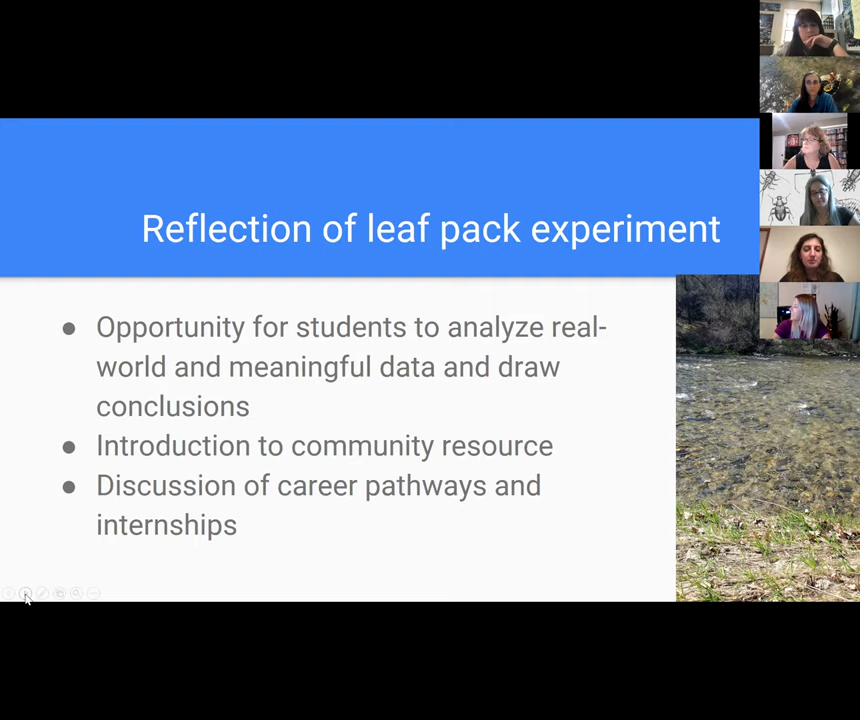 Reflection of leaf pack experiment
● Opportunity for students to analyze real-
world and meaningful data and draw
conclusions
● Introduction to community resource
● Discussion of career pathways and
internships